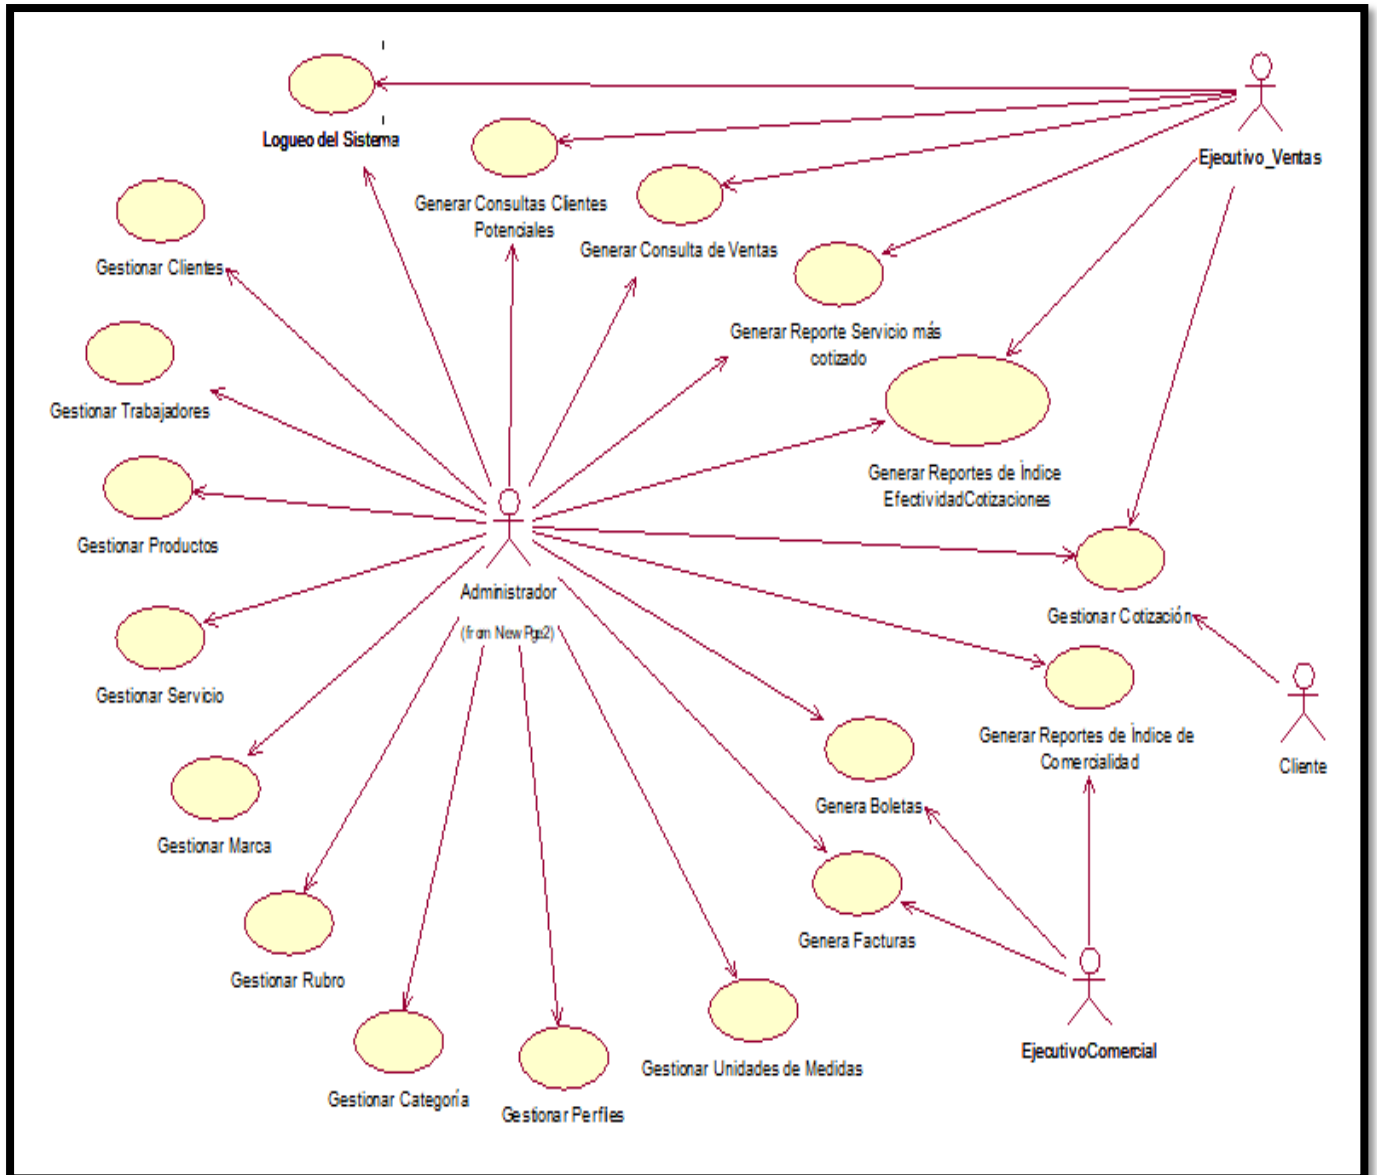 Logueo del Sistema
Ejecutivo_Ventas
Generar Consultas Clientes
Potenciales
Generar Consulta de Ventas
Gestionar Clientes
Generar Reporte Servicio más
cotizado
Gestionar Trabajadores
Generar Reportes de Índice
EfectividadCotizaciones
Gestionar Productos
Administrador
(from New Pge2)
Gestionar Cotización
Gestionar Servicio
Generar Reportes de Índice de
Comercialidad
Cliente
Genera Boletas
Gestionar Marca
Genera Facturas
Gestionar Rubro
EjecutivoComercial
Gestionar Unidades de Medidas
Gestionar Categoría
Gestionar Perfiles